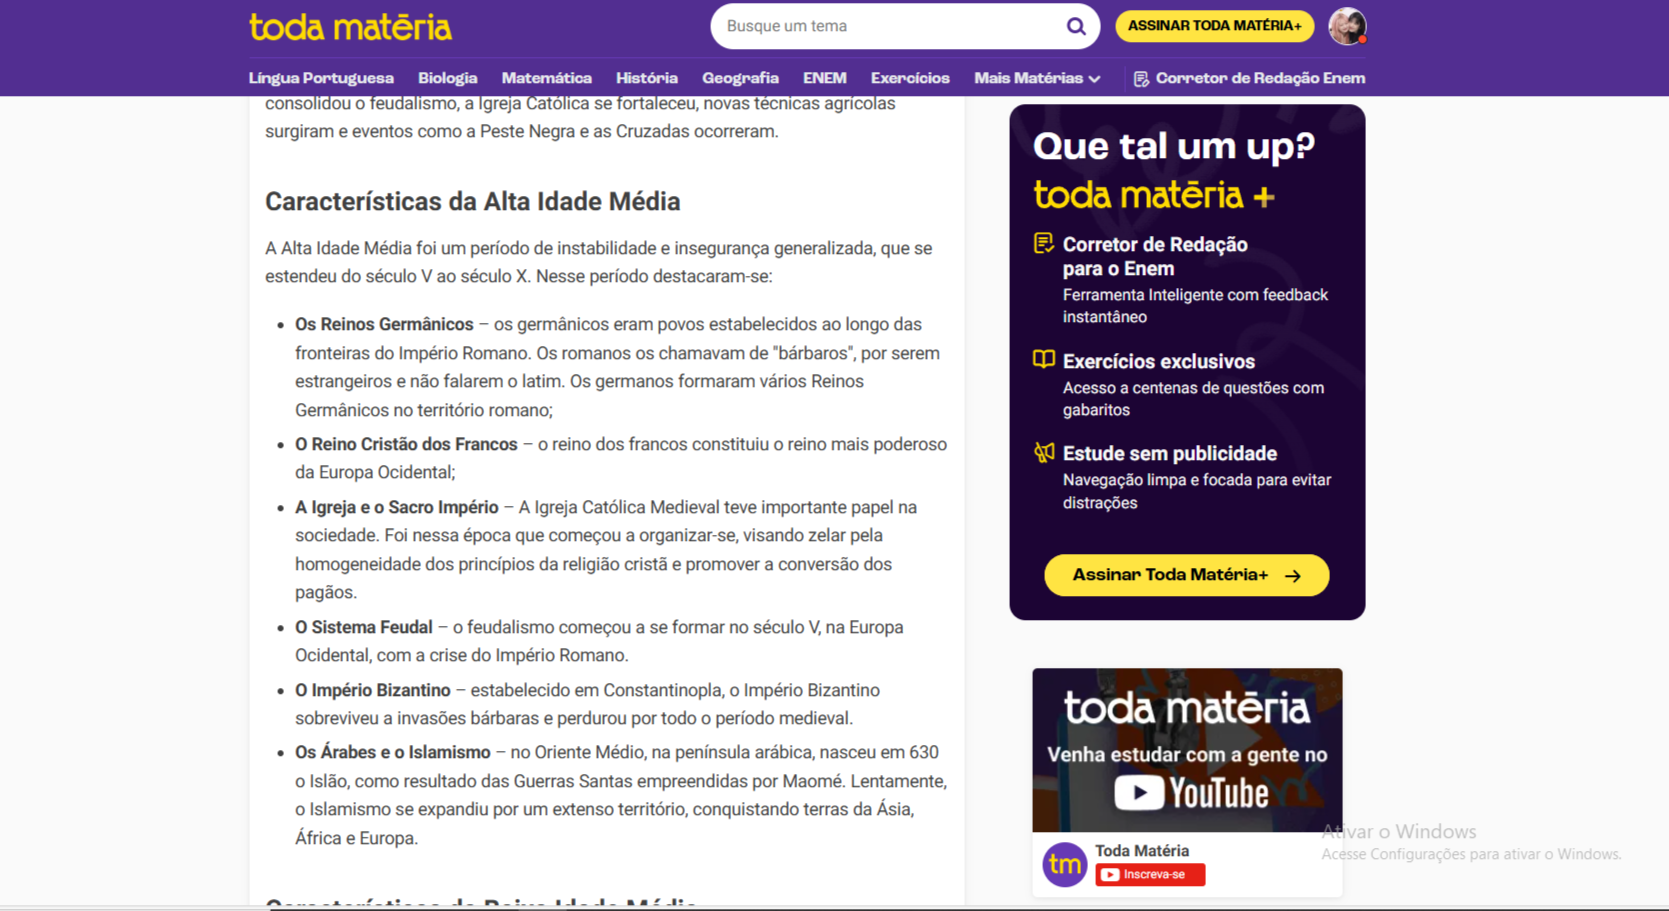 toda matéria
Busque um tema
ASSINAR TODA MATÉRIA+
Língua Portuguesa Biologia Matemática História Geografia ENEM Exercícios Mais Matérias Corretor de Redação Enem
consolidou o feudalismo, a Igreja Católica se fortaleceu, novas técnicas agrícolas
surgiram e eventos como a Peste Negra e as Cruzadas ocorreram.
Características da Alta Idade Média
A Alta Idade Média foi um período de instabilidade e insegurança generalizada, que se
estendeu do século V ao século X. Nesse período destacaram-se:
• Os Reinos Germânicos – os germânicos eram povos estabelecidos ao longo das
fronteiras do Império Romano. Os romanos os chamavam de "bárbaros", por serem
estrangeiros e não falarem o latim. Os germanos formaram vários Reinos
Germânicos no território romano;
• O Reino Cristão dos Francos – o reino dos francos constituiu o reino mais poderoso
da Europa Ocidental;
• A Igreja e o Sacro Império – A Igreja Católica Medieval teve importante papel na
sociedade. Foi nessa época que começou a organizar-se, visando zelar pela
homogeneidade dos princípios da religião cristã e promover a conversão dos
pagãos.
• O Sistema Feudal – o feudalismo começou a se formar no século V, na Europa
Ocidental, com a crise do Império Romano.
• O Império Bizantino – estabelecido em Constantinopla, o Império Bizantino
sobreviveu a invasões bárbaras e perdurou por todo o período medieval.
• Os Árabes e o Islamismo – no Oriente Médio, na península arábica, nasceu em 630
o Islão, como resultado das Guerras Santas empreendidas por Maomé. Lentamente,
o Islamismo se expandiu por um extenso território, conquistando terras da Ásia,
África e Europa.
Características da Baixa Idade Média
Que tal um up?
toda matéria +
Corretor de Redação
para o Enem
Ferramenta Inteligente com feedback
instantâneo
Exercícios exclusivos
Acesso a centenas de questões com
gabaritos
Estude sem publicidade
Navegação limpa e focada para evitar
distrações
Assinar Toda Matéria+ →
toda matéria
Venha estudar com a gente no
YouTube
tm
Toda Matéria
Inscreva-se
Ativar o Windows
Acesse Configurações para ativar o Windows.